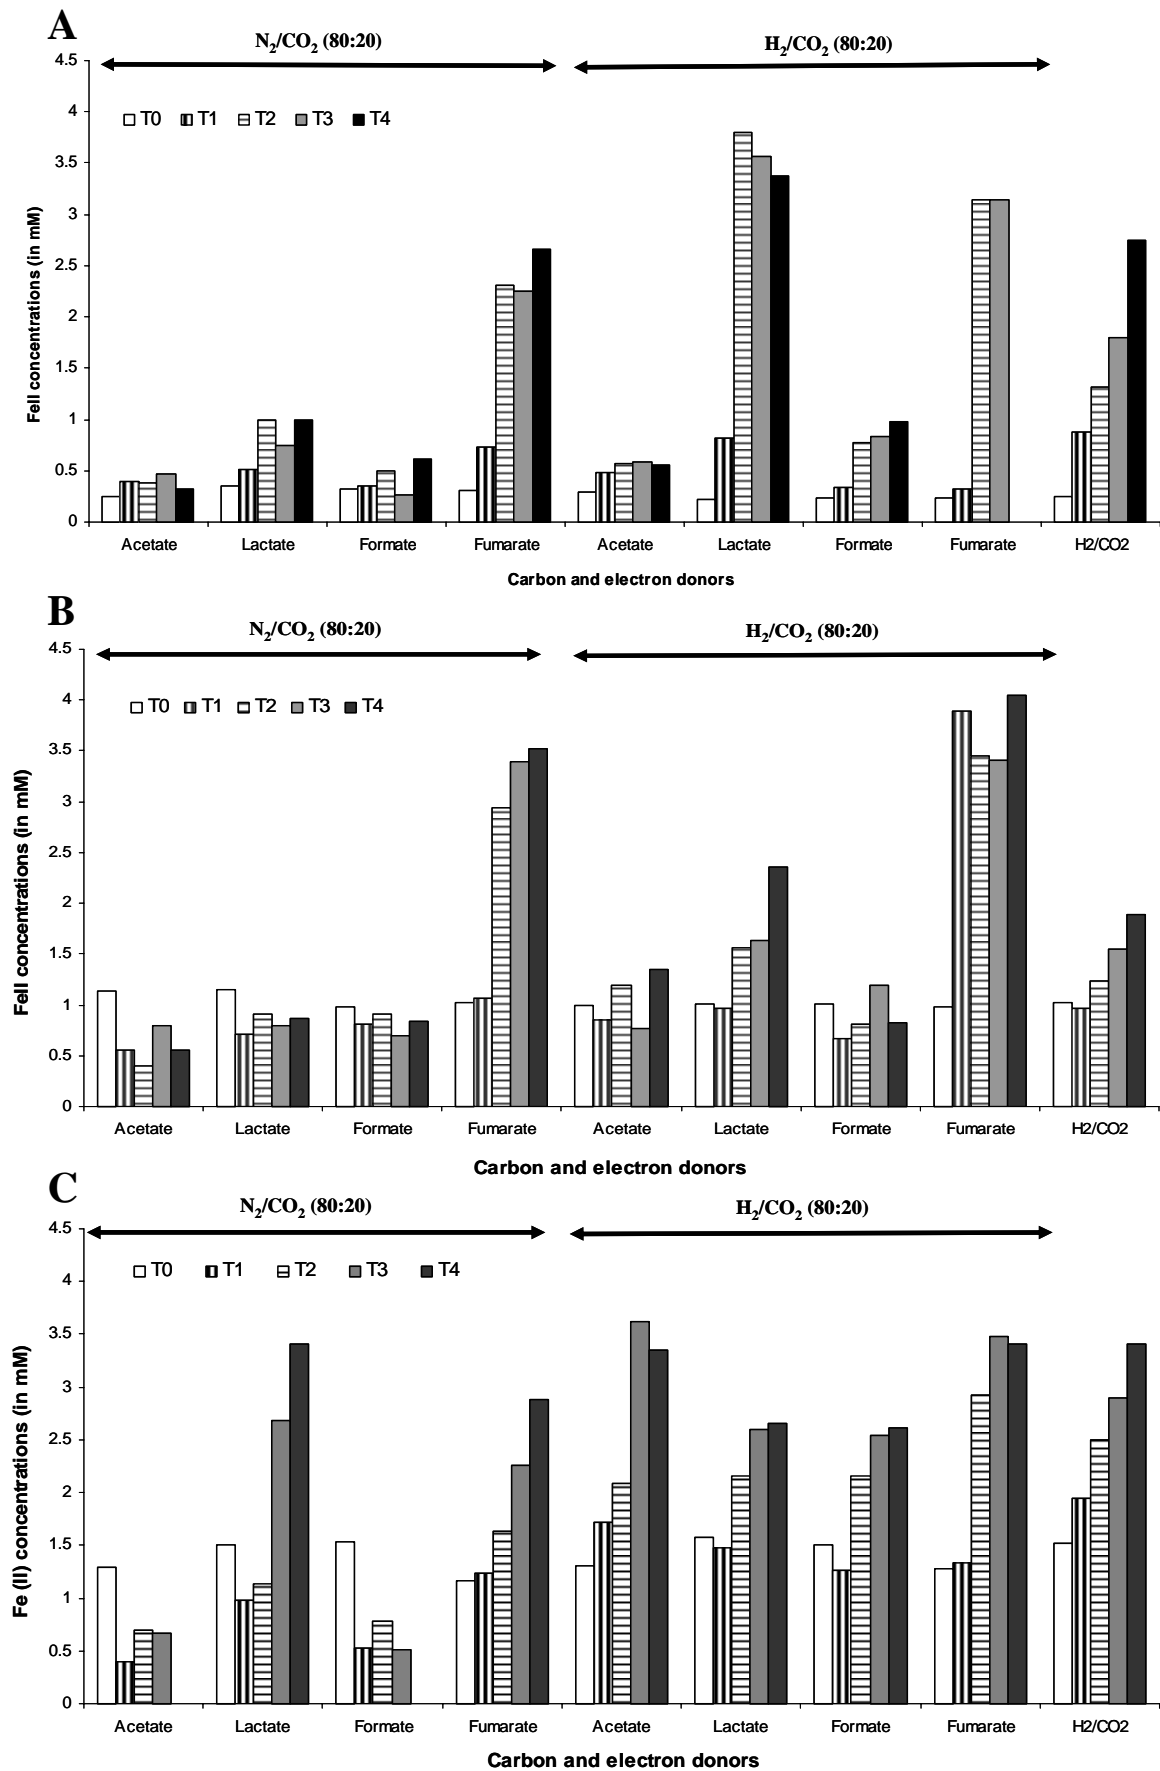 A
N2/CO2 (80:20) H2/CO2 (80:20)
4.5
4
3.5
3
2.5
2
1.5
1
0.5
0
T0 T1 T2 T3 T4
FeII concentrations (in mM)
Acetate Lactate Formate Fumarate Acetate Lactate Formate Fumarate H2/CO2
Carbon and electron donors
B
N2/CO2 (80:20) H2/CO2 (80:20)
4.5
4
3.5
3
2.5
2
1.5
1
0.5
0
T0 T1 T2 T3 T4
FeII concentrations (in mM)
Acetate Lactate Formate Fumarate Acetate Lactate Formate Fumarate H2/CO2
Carbon and electron donors
C
N2/CO2 (80:20) H2/CO2 (80:20)
4.5
4
3.5
3
2.5
2
1.5
1
0.5
0
T0 T1 T2 T3 T4
Fe (II) concentrations (in mM)
Acetate Lactate Formate Fumarate Acetate Lactate Formate Fumarate H2/CO2
Carbon and electron donors